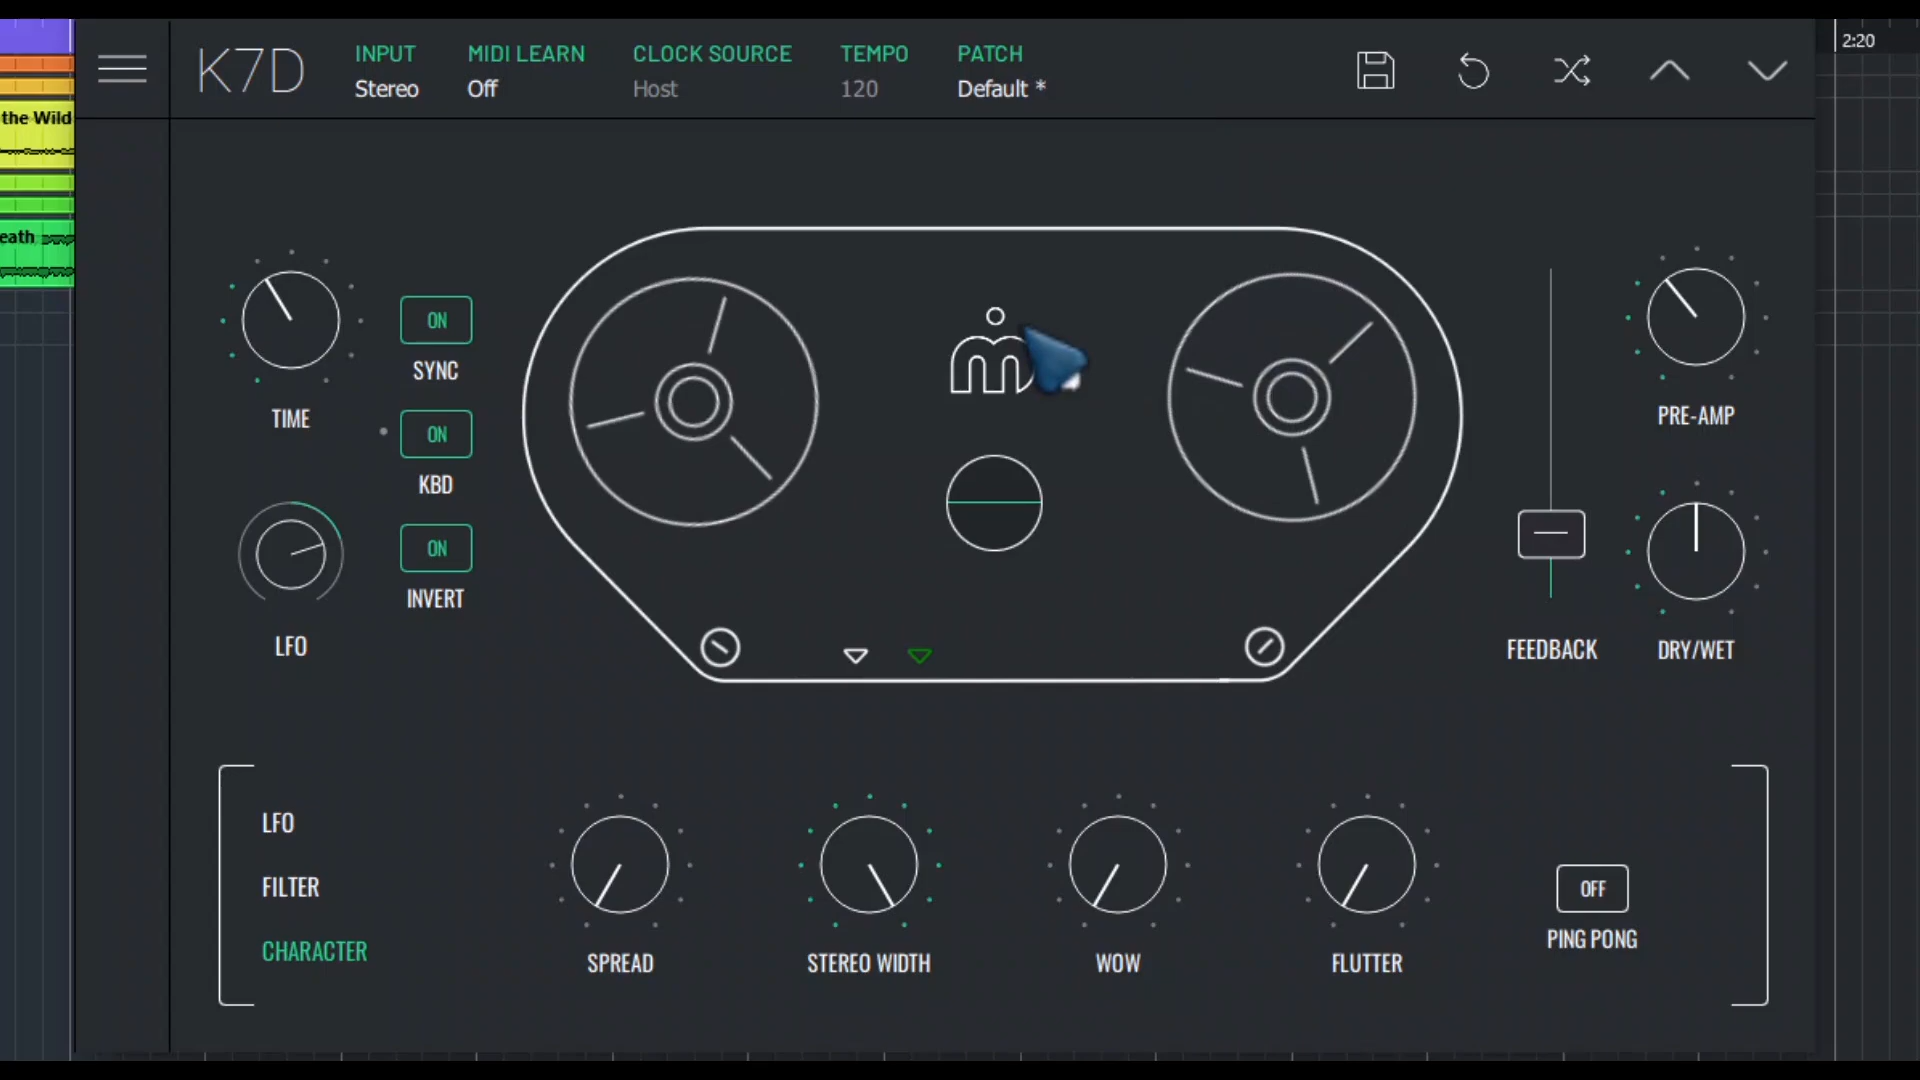 K7D
INPUT
Stereo
MIDI LEARN
Off
CLOCK SOURCE
Host
TEMPO
120
PATCH
Default *
2:20
the Wild
eath
TIME
ON
SYNC
ON
KBD
ON
INVERT
LFO
PRE-AMP
FEEDBACK
DRY/WET
LFO
FILTER
CHARACTER
SPREAD
STEREO WIDTH
WOW
FLUTTER
OFF
PING PONG